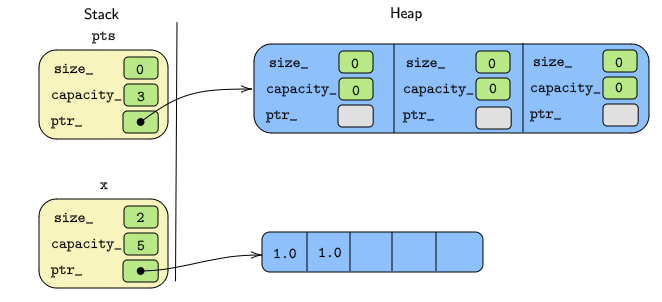 Stack
Heap
pts
size_ 0
capacity_ 3
ptr_
size_ 0
capacity_ 0
ptr_
size_ 0
capacity_ 0
ptr_
size_ 0
capacity_ 0
ptr_
x
size_ 2
capacity_ 5
ptr_
1.0 1.0